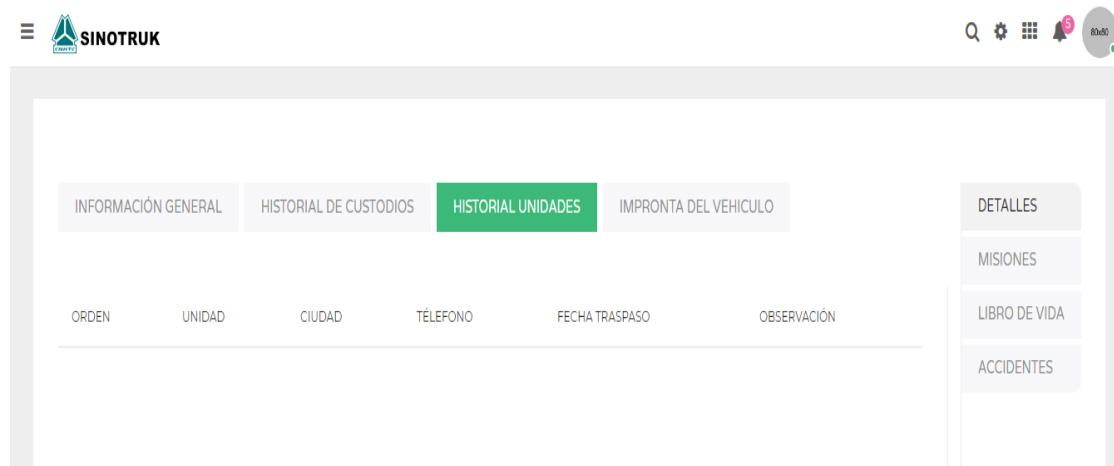 SINOTRUK
CNHTC
5
80x80
INFORMACIÓN GENERAL
HISTORIAL DE CUSTODIOS
HISTORIAL UNIDADES
IMPRONTA DEL VEHICULO
DETALLES
MISIONES
LIBRO DE VIDA
ACCIDENTES
ORDEN UNIDAD CIUDAD TÉLEFONO FECHA TRASPASO OBSERVACIÓN